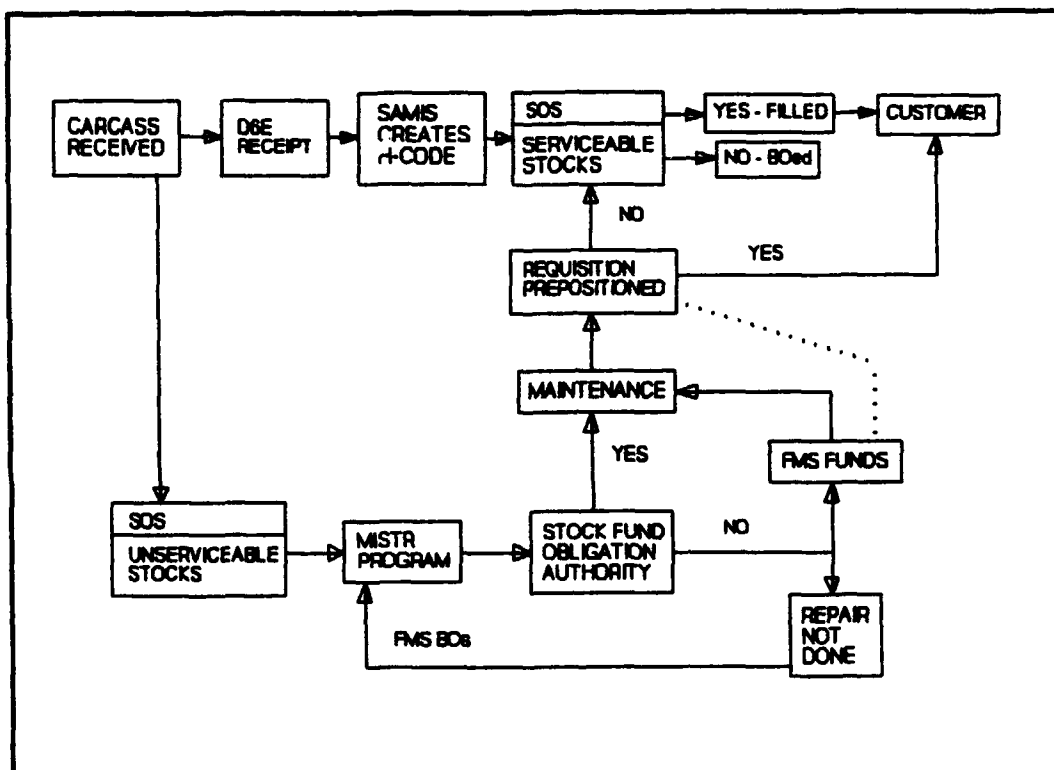 CARCASS
RECEIVED
D6E
RECEIPT
SAMIS
CREATES
CODE
SOS
SERVICEABLE
STOCKS
YES - FILLED
NO - BOed
CUSTOMER
NO
YES
REQUISITION
PREPOSITIONED
MAINTENANCE
YES
FMS FUNDS
SOS
UNSERVICEABLE
STOCKS
MISTR
PROGRAM
STOCK FUND
OBLIGATION
AUTHORITY
NO
REPAIR
NOT
DONE
FMS BOs